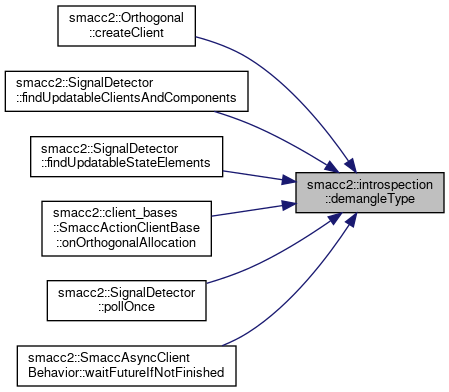 smacc2::Orthogonal
::createClient
smacc2::SignalDetector
::findUpdatableClientsAndComponents
smacc2::SignalDetector
::findUpdatableStateElements
smacc2::introspection
::demangleType
smacc2::client_bases
::SmaccActionClientBase
::onOrthogonalAllocation
smacc2::SignalDetector
::pollOnce
smacc2::SmaccAsyncClient
Behavior::waitFutureIfNotFinished